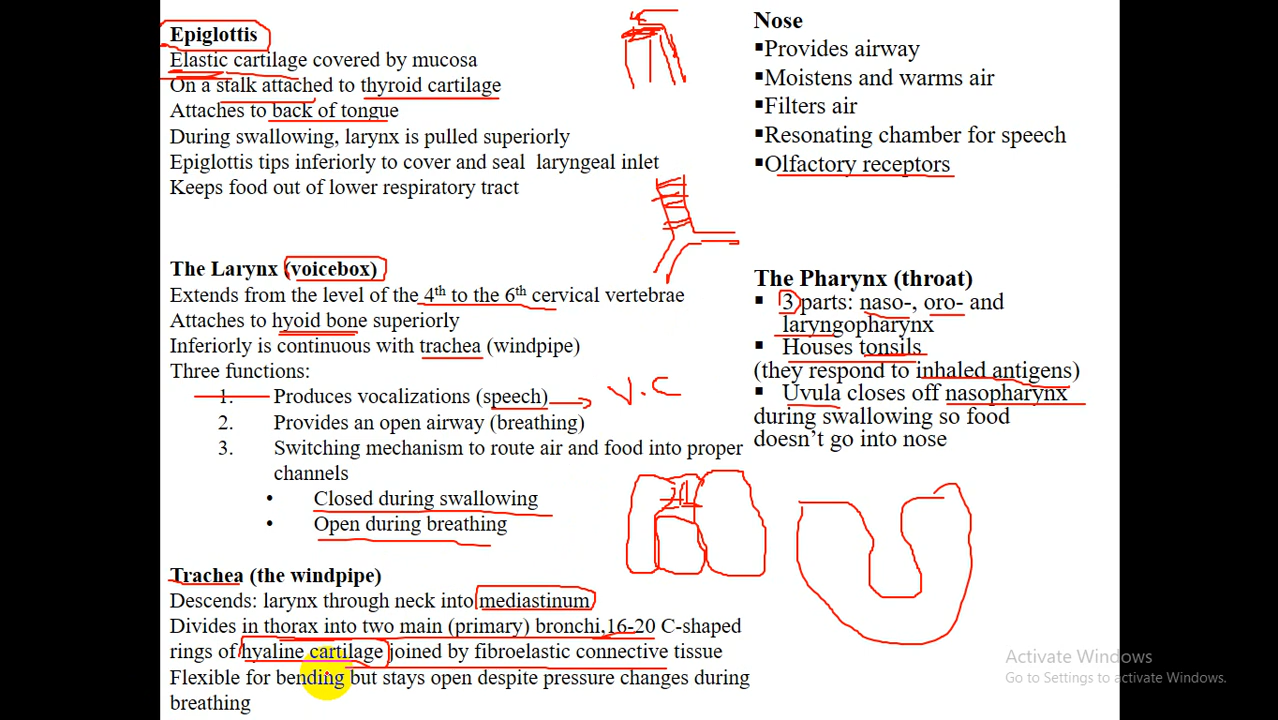 Epiglottis
Elastic cartilage covered by mucosa
On a stalk attached to thyroid cartilage
Attaches to back of tongue
During swallowing, larynx is pulled superiorly
Epiglottis tips inferiorly to cover and seal laryngeal inlet
Keeps food out of lower respiratory tract
The Larynx (voicebox)
Extends from the level of the 4th to the 6th cervical vertebrae
Attaches to hyoid bone superiorly
Inferiorly is continuous with trachea (windpipe)
Three functions:
1. Produces vocalizations (speech)
V.C
2. Provides an open airway (breathing)
3. Switching mechanism to route air and food into proper
channels
• Closed during swallowing
• Open during breathing
Trachea (the windpipe)
Descends: larynx through neck into mediastinum
Divides in thorax into two main (primary) bronchi,16-20 C-shaped
rings of hyaline cartilage joined by fibroelastic connective tissue
Flexible for bending but stays open despite pressure changes during
breathing
Nose
▪Provides airway
▪Moistens and warms air
▪Filters air
▪Resonating chamber for speech
▪Olfactory receptors
The Pharynx (throat)
▪ 3 parts: naso-, oro- and
laryngopharynx
▪ Houses tonsils
(they respond to inhaled antigens)
▪ Uvula closes off nasopharynx
during swallowing so food
doesn't go into nose
Activate Windows
Go to Settings to activate Windows.